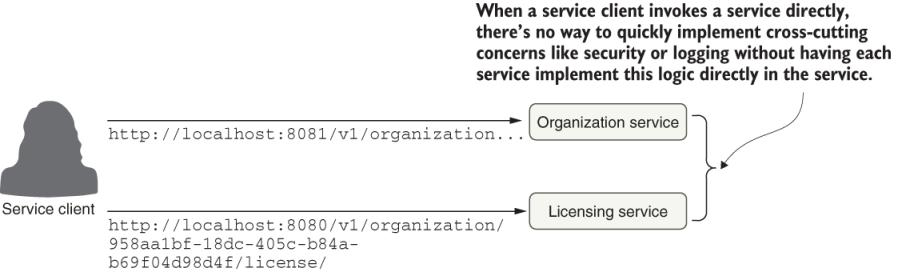 When a service client invokes a service directly,
there's no way to quickly implement cross-cutting
concerns like security or logging without having each
service implement this logic directly in the service.
http://localhost:8081/v1/organization...
Organization service
Service client
Licensing service
http://localhost:8080/v1/organization/
958aa1bf-18dc-405c-b84a-
b69f04d98d4f/license/